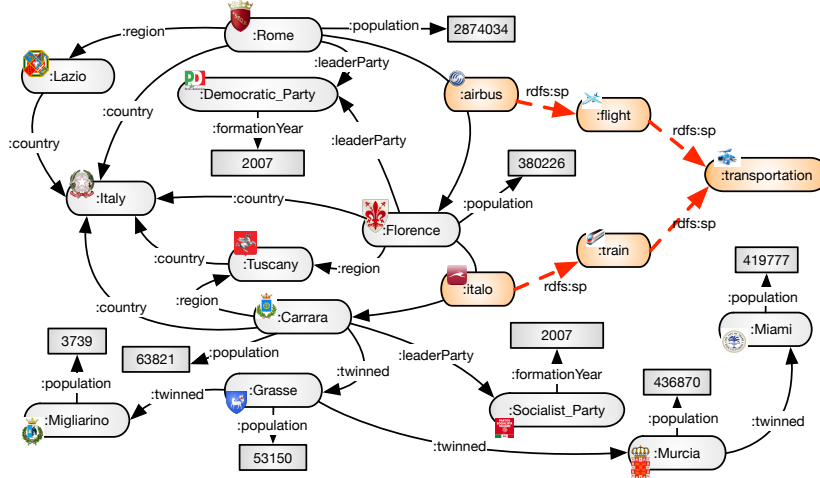 :region
:Rome
:population
2874034
:Lazio
:leaderParty
:Democratic_Party
:airbus
rdfs:sp
:flight
rdfs:sp
:country
:country
:formationYear
:leaderParty
2007
380226
:transportation
:Italy
:country
:population
:Florence
rdfs:sp
:country
:Tuscany
:region
:train
419777
:country
:region
:italo
rdfs:sp
:population
:Carrara
:Miami
3739
63821
:population
:leaderParty
2007
:population
:twinned
:twinned
:Grasse
:formationYear
436870
:Migliarino
:population
:Socialist_Party
:population
:twinned
53150
:twinned
:Murcia